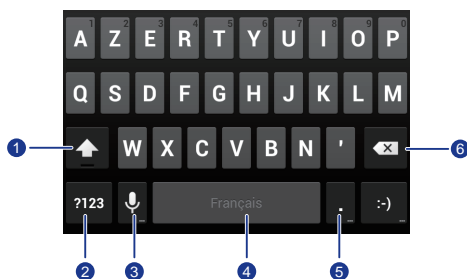 A 1 Z 2 E 3 R 4 T 5 Y 6 U 7 I 8 O 9 P 0
Q S D F G H J K L M
1 W X C V B N ' 6
?123 Français . :-)
2 3 4 5